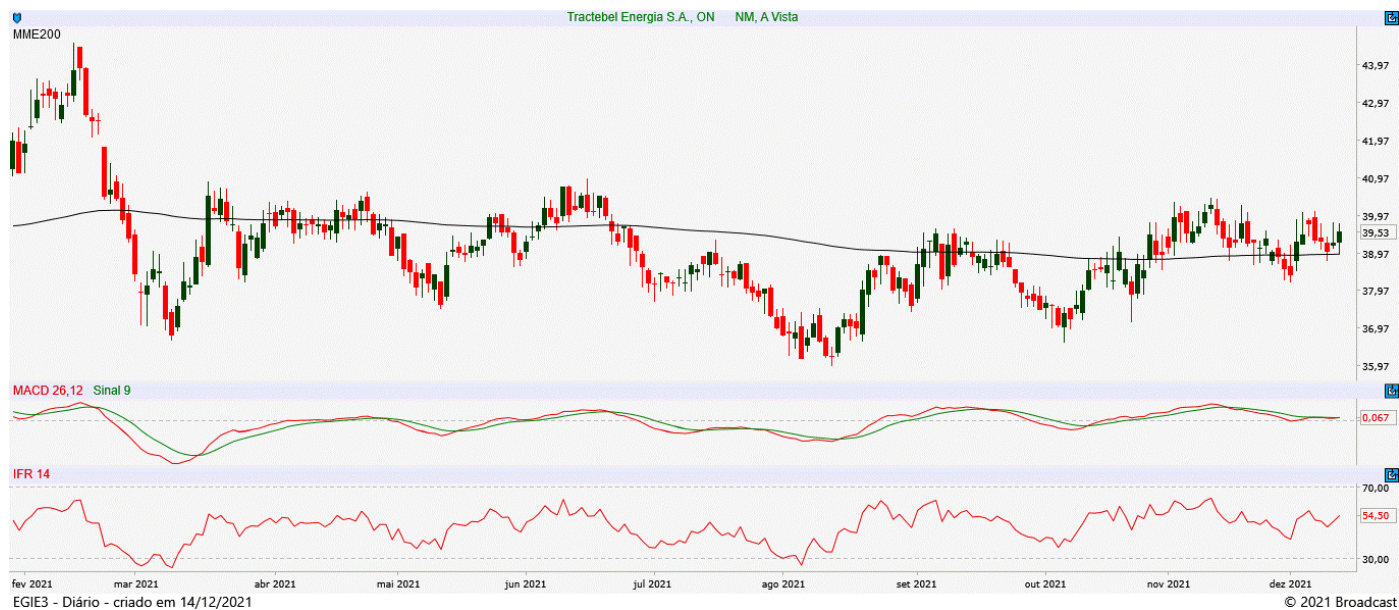 Tractebel Energia S.A., ON NM, A Vista
MME200
43,97
42,97
41,97
40,97
39,97
39,53
38,97
37,97
36,97
35,97
MACD 26,12 Sinal 9
0,067
IFR 14
70,00
54,50
30,00
fev 2021 mar 2021 abr 2021 mai 2021 jun 2021 jul 2021 ago 2021 set 2021 out 2021 nov 2021 dez 2021
EGIE3 - Diário - criado em 14/12/2021 © 2021 Broadcast